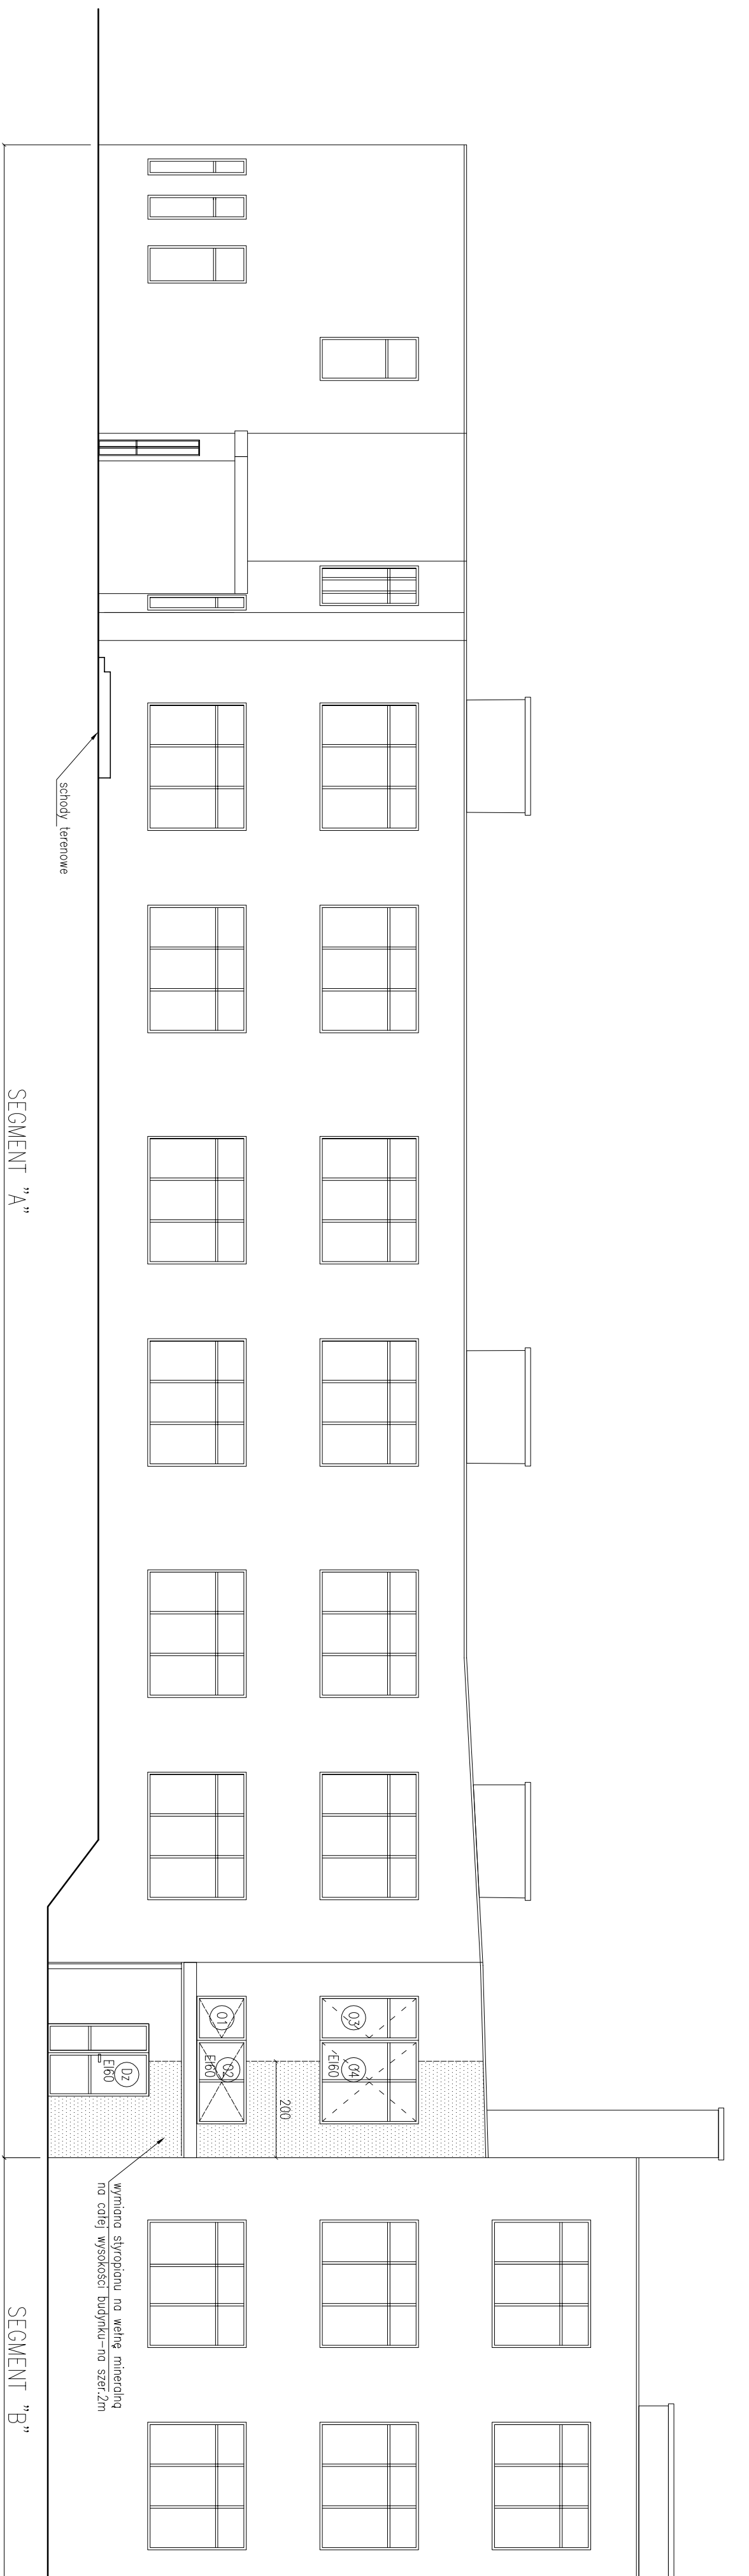 O3
O4
EI60
O1
O2
EI60
200
Dz
EI60
schody terenowe
wymiana styropianu na wełnę mineralną
na całej wysokości budynku-na szer.2m
SEGMENT "A"
SEGMENT "B"